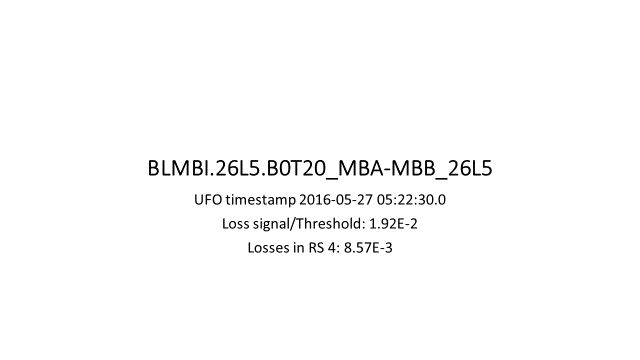 BLMBI.26L5.B0T20_MBA-MBB_26L5
UFO timestamp 2016-05-27 05:22:30.0
Loss signal/Threshold: 1.92E-2
Losses in RS 4: 8.57E-3